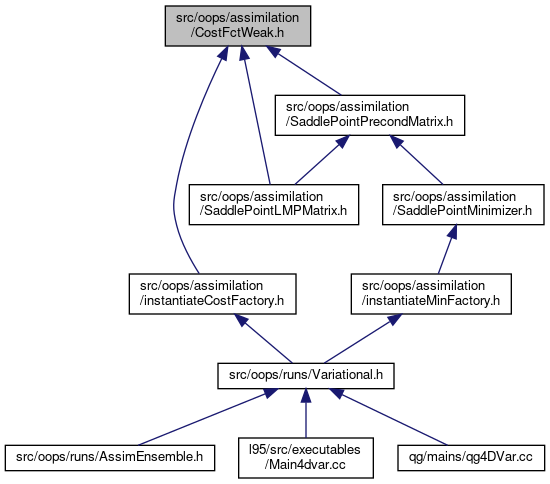 src/oops/assimilation
/CostFctWeak.h
src/oops/assimilation
/SaddlePointPrecondMatrix.h
src/oops/assimilation
/SaddlePointLMPMatrix.h
src/oops/assimilation
/SaddlePointMinimizer.h
src/oops/assimilation
/instantiateCostFactory.h
src/oops/assimilation
/instantiateMinFactory.h
src/oops/runs/Variational.h
src/oops/runs/AssimEnsemble.h
l95/src/executables
/Main4dvar.cc
qg/mains/qg4DVar.cc